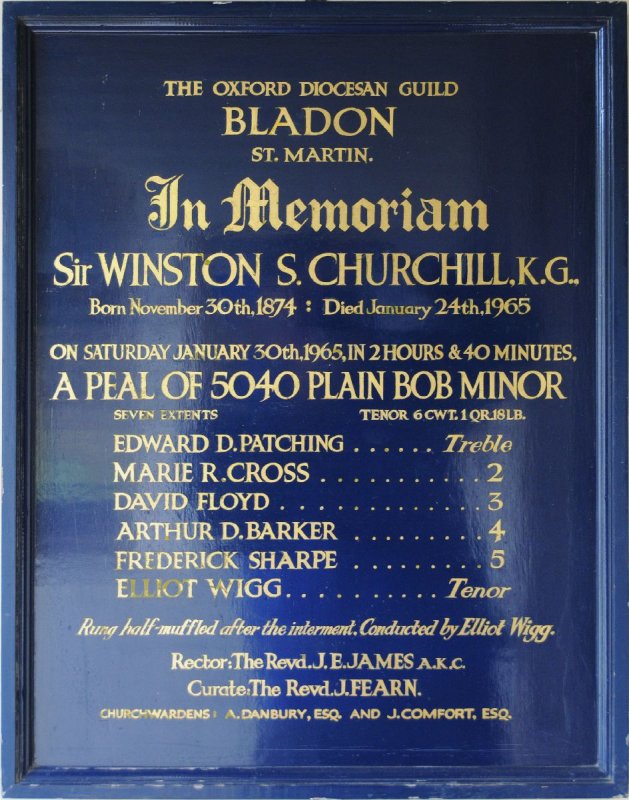 THE OXFORD DIOCESAN GUILD
BLADON
ST. MARTIN.
In Memoriam
Sir WINSTON S. CHURCHILL, K.G.,
Born November 30th, 1874 : Died January 24th, 1965
ON SATURDAY JANUARY 30th, 1965, IN 2 HOURS & 40 MINUTES,
A PEAL OF 5040 PLAIN BOB MINOR
SEVEN EXTENTS TENOR 6 CWT. 1 QR. 18 LB.
EDWARD D. PATCHING ...... Treble
MARIE R. CROSS ........... 2
DAVID FLOYD ............. 3
ARTHUR D. BARKER ......... 4
FREDERICK SHARPE ......... 5
ELLIOT WIGG ........... Tenor
Rung half-muffled after the interment. Conducted by Elliot Wigg.
Rector: The Revd. J. E. JAMES A.K.C.
Curate: The Revd. J. FEARN.
CHURCHWARDENS: A. DANBURY, ESQ. AND J. COMFORT, ESQ.